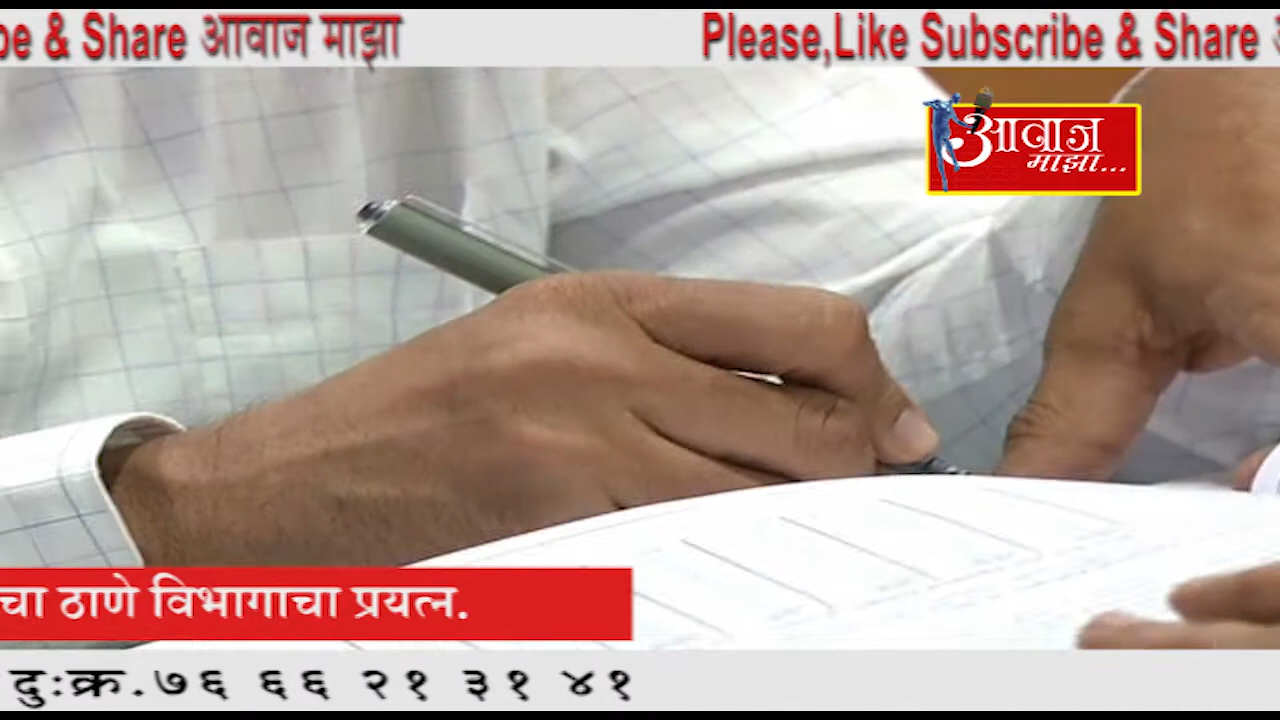 be & Share आवाज माझा Please,Like Subscribe & Share
आवाज
माझा...
चा ठाणे विभागाचा प्रयत्न.
दुःक्र.७६ ६६ २१ ३१ ४१